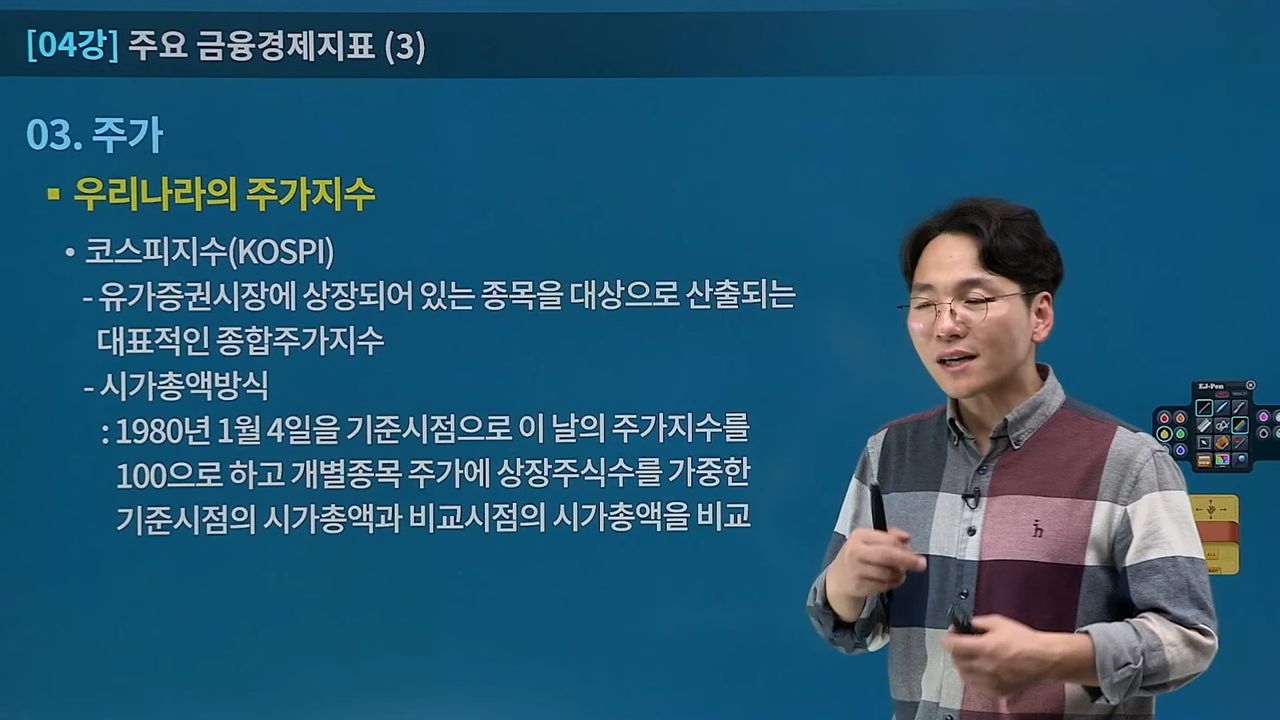 [04강] 주요 금융경제지표 (3)
03. 주가
▪ 우리나라의 주가지수
• 코스피지수(KOSPI)
- 유가증권시장에 상장되어 있는 종목을 대상으로 산출되는
대표적인 종합주가지수
- 시가총액방식
: 1980년 1월 4일을 기준시점으로 이 날의 주가지수를
100으로 하고 개별종목 주가에 상장주식수를 가중한
기준시점의 시가총액과 비교시점의 시가총액을 비교
EJ-Pen
ALL